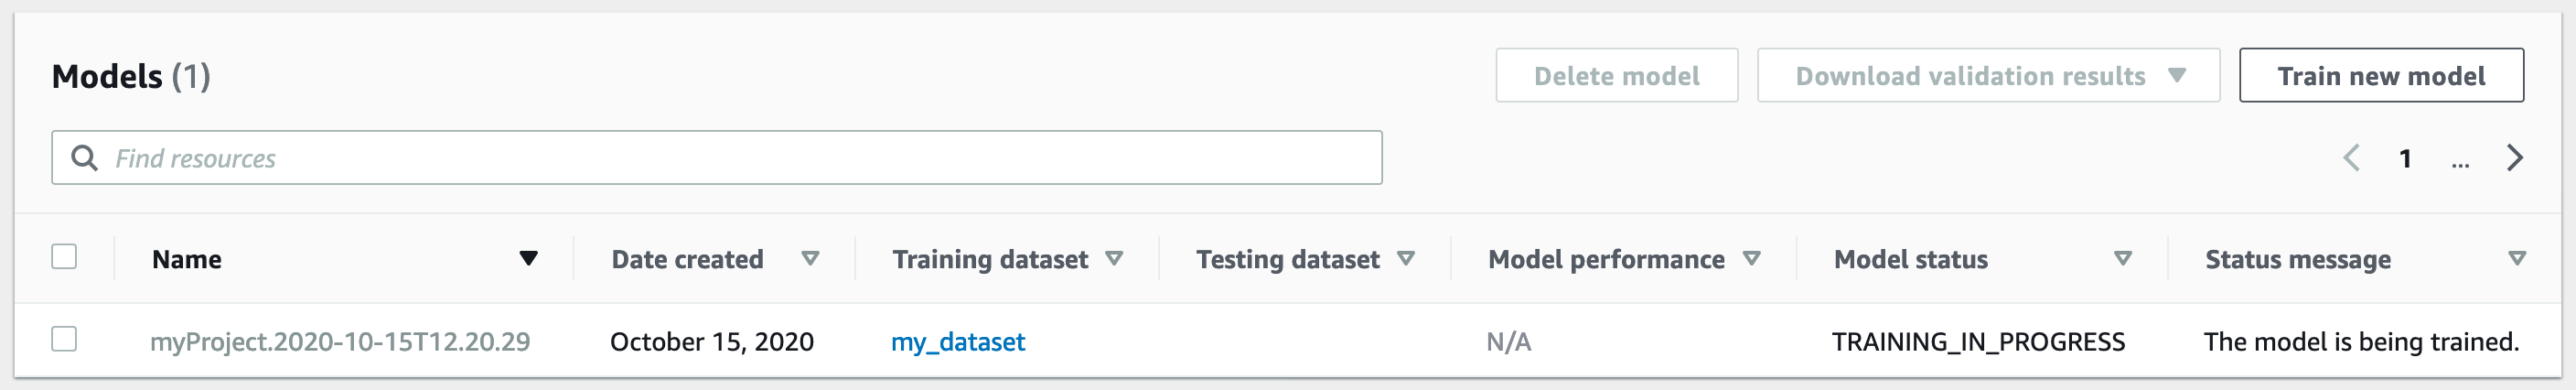 Models (1)
Delete model
Download validation results
Train new model
Find resources
1 ...
Name Date created Training dataset Testing dataset Model performance Model status Status message
myProject.2020-10-15T12.20.29 October 15, 2020 my_dataset N/A TRAINING_IN_PROGRESS The model is being trained.